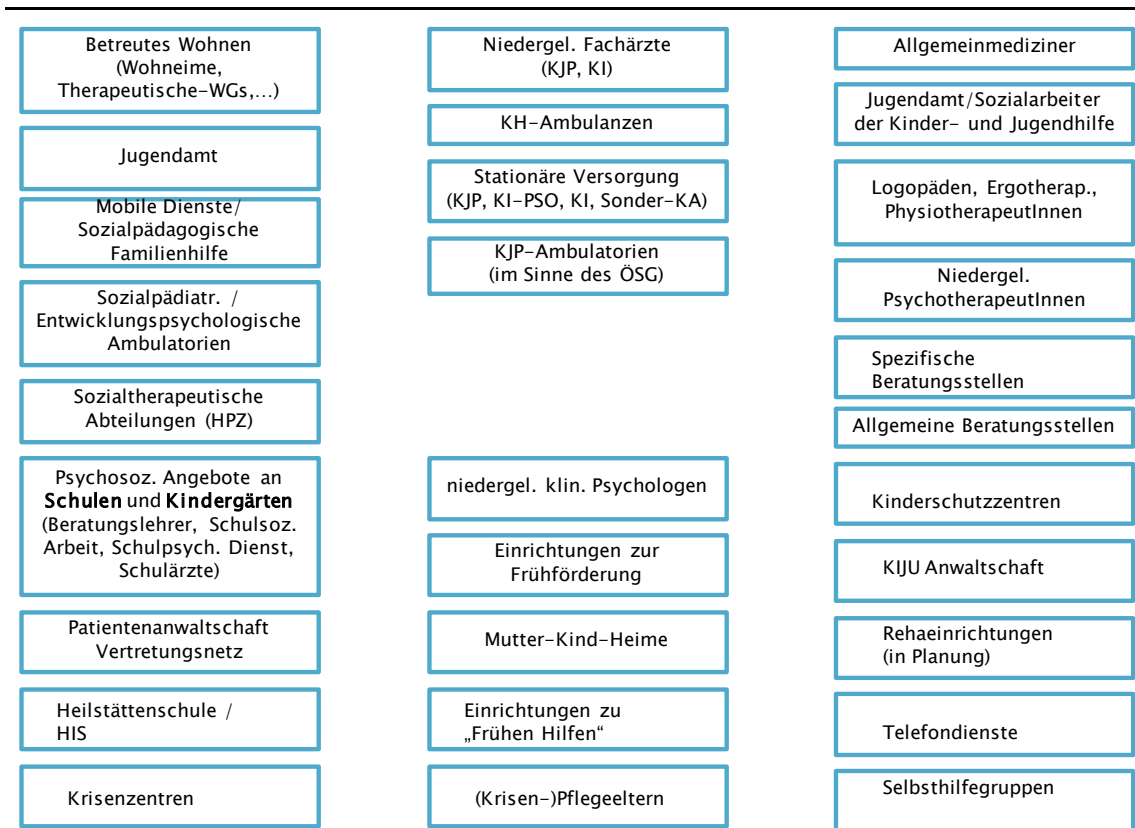 Betreutes Wohnen
(Wohneime,
Therapeutische-WGs,…)
Jugendamt
Mobile Dienste/
Sozialpädagogische
Familienhilfe
Sozialpädiatr. /
Entwicklungspsychologische
Ambulatorien
Sozialtherapeutische
Abteilungen (HPZ)
Psychosoz. Angebote an
Schulen und Kindergärten
(Beratungslehrer, Schulsoz.
Arbeit, Schulpsych. Dienst,
Schulärzte)
Patientenanwaltschaft
Vertretungsnetz
Heilstättenschule /
HIS
Krisenzentren
Niedergel. Fachärzte
(KJP, KI)
KH-Ambulanzen
Stationäre Versorgung
(KJP, KI-PSO, KI, Sonder-KA)
KJP-Ambulatorien
(im Sinne des ÖSG)
niedergel. klin. Psychologen
Einrichtungen zur
Frühförderung
Mutter-Kind-Heime
Einrichtungen zu
„Frühen Hilfen“
(Krisen-)Pflegeeltern
Allgemeinmediziner
Jugendamt/Sozialarbeiter
der Kinder- und Jugendhilfe
Logopäden, Ergotherap.,
PhysiotherapeutInnen
Niedergel.
PsychotherapeutInnen
Spezifische
Beratungsstellen
Allgemeine Beratungsstellen
Kinderschutzzentren
KIJU Anwaltschaft
Rehaeinrichtungen
(in Planung)
Telefondienste
Selbsthilfegruppen